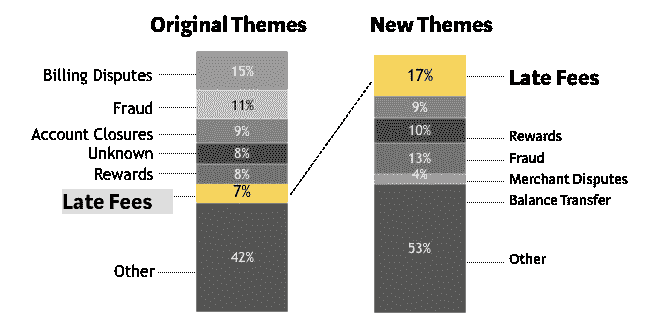 Original Themes
New Themes
Billing Disputes
15%
Fraud
11%
Account Closures
9%
Unknown
8%
Rewards
8%
Late Fees
7%
Other
42%
17%
Late Fees
9%
10%
Rewards
13%
Fraud
4%
Merchant Disputes
Balance Transfer
53%
Other